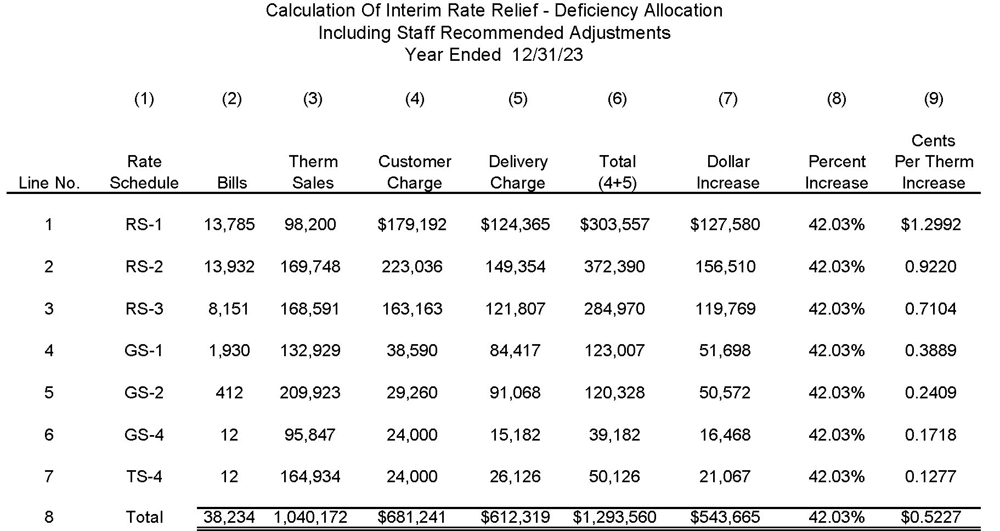 Calculation Of Interim Rate Relief - Deficiency Allocation
Including Staff Recommended Adjustments
Year Ended 12/31/23
(1) (2) (3) (4) (5) (6) (7) (8) (9)
Cents
Rate Therm Customer Delivery Total Dollar Percent Per Therm
Line No. Schedule Bills Sales Charge Charge (4+5) Increase Increase Increase
1 RS-1 13,785 98,200 $179,192 $124,365 $303,557 $127,580 42.03% $1.2992
2 RS-2 13,932 169,748 223,036 149,354 372,390 156,510 42.03% 0.9220
3 RS-3 8,151 168,591 163,163 121,807 284,970 119,769 42.03% 0.7104
4 GS-1 1,930 132,929 38,590 84,417 123,007 51,698 42.03% 0.3889
5 GS-2 412 209,923 29,260 91,068 120,328 50,572 42.03% 0.2409
6 GS-4 12 95,847 24,000 15,182 39,182 16,468 42.03% 0.1718
7 TS-4 12 164,934 24,000 26,126 50,126 21,067 42.03% 0.1277
8 Total 38,234 1,040,172 $681,241 $612,319 $1,293,560 $543,665 42.03% $0.5227